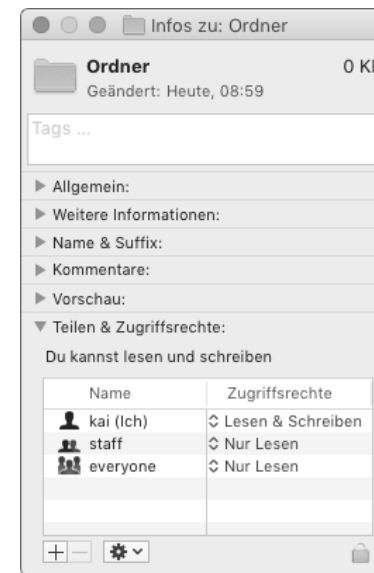 Infos zu: Ordner
Ordner 0 K
Geändert: Heute, 08:59
Tags ...
Allgemein:
Weitere Informationen:
Name & Suffix:
Kommentare:
Vorschau:
Teilen & Zugriffsrechte:
Du kannst lesen und schreiben
Name Zugriffsrechte
kai (Ich) Lesen & Schreiben
staff Nur Lesen
everyone Nur Lesen